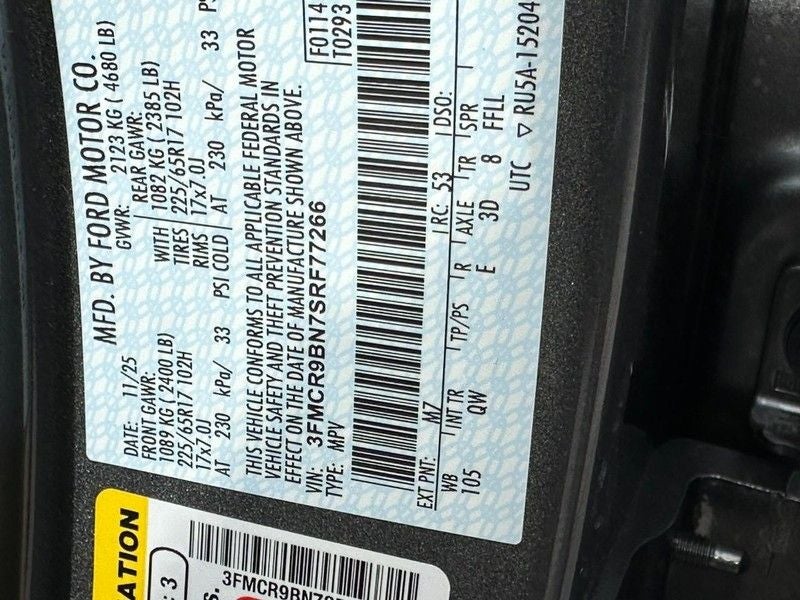 MFD. BY FORD MOTOR CO.
DATE: 11/25 GVWR: 2123 KG ( 4680 LB)
FRONT GAWR: REAR GAWR:
1089 KG (2400 LB) WITH 1082 KG ( 2385 LB)
225/65R17 102H TIRES 225/65R17 102H
17x7.0J RIMS 17x7.0J
AT 230 kPa/ 33 PSI COLD AT 230 kPa/ 33 PS
THIS VEHICLE CONFORMS TO ALL APPLICABLE FEDERAL MOTOR
VEHICLE SAFETY AND THEFT PREVENTION STANDARDS IN
EFFECT ON THE DATE OF MANUFACTURE SHOWN ABOVE.
VIN: 3FMCR9BN7SRF77266 F0114
TYPE: MPV T0293
EXT PNT: M7 RC: 53 DSO:
WB INT TR TP/PS R AXLE TR SPR
105 QW E 3D 8 FFLL
UTC ▽ RU5A-15204
ATION
: 3
3FMCR9BN7S